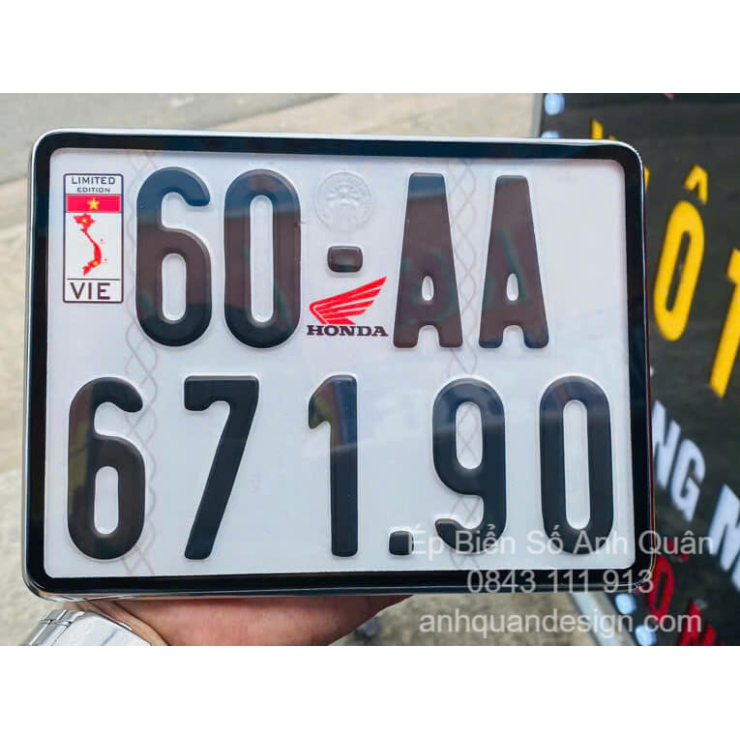 LIMITED
EDITION
VIE
60-AA
HONDA
671.90
Ép Biển Số Anh Quân
0843 111 913
anhquandesign.com